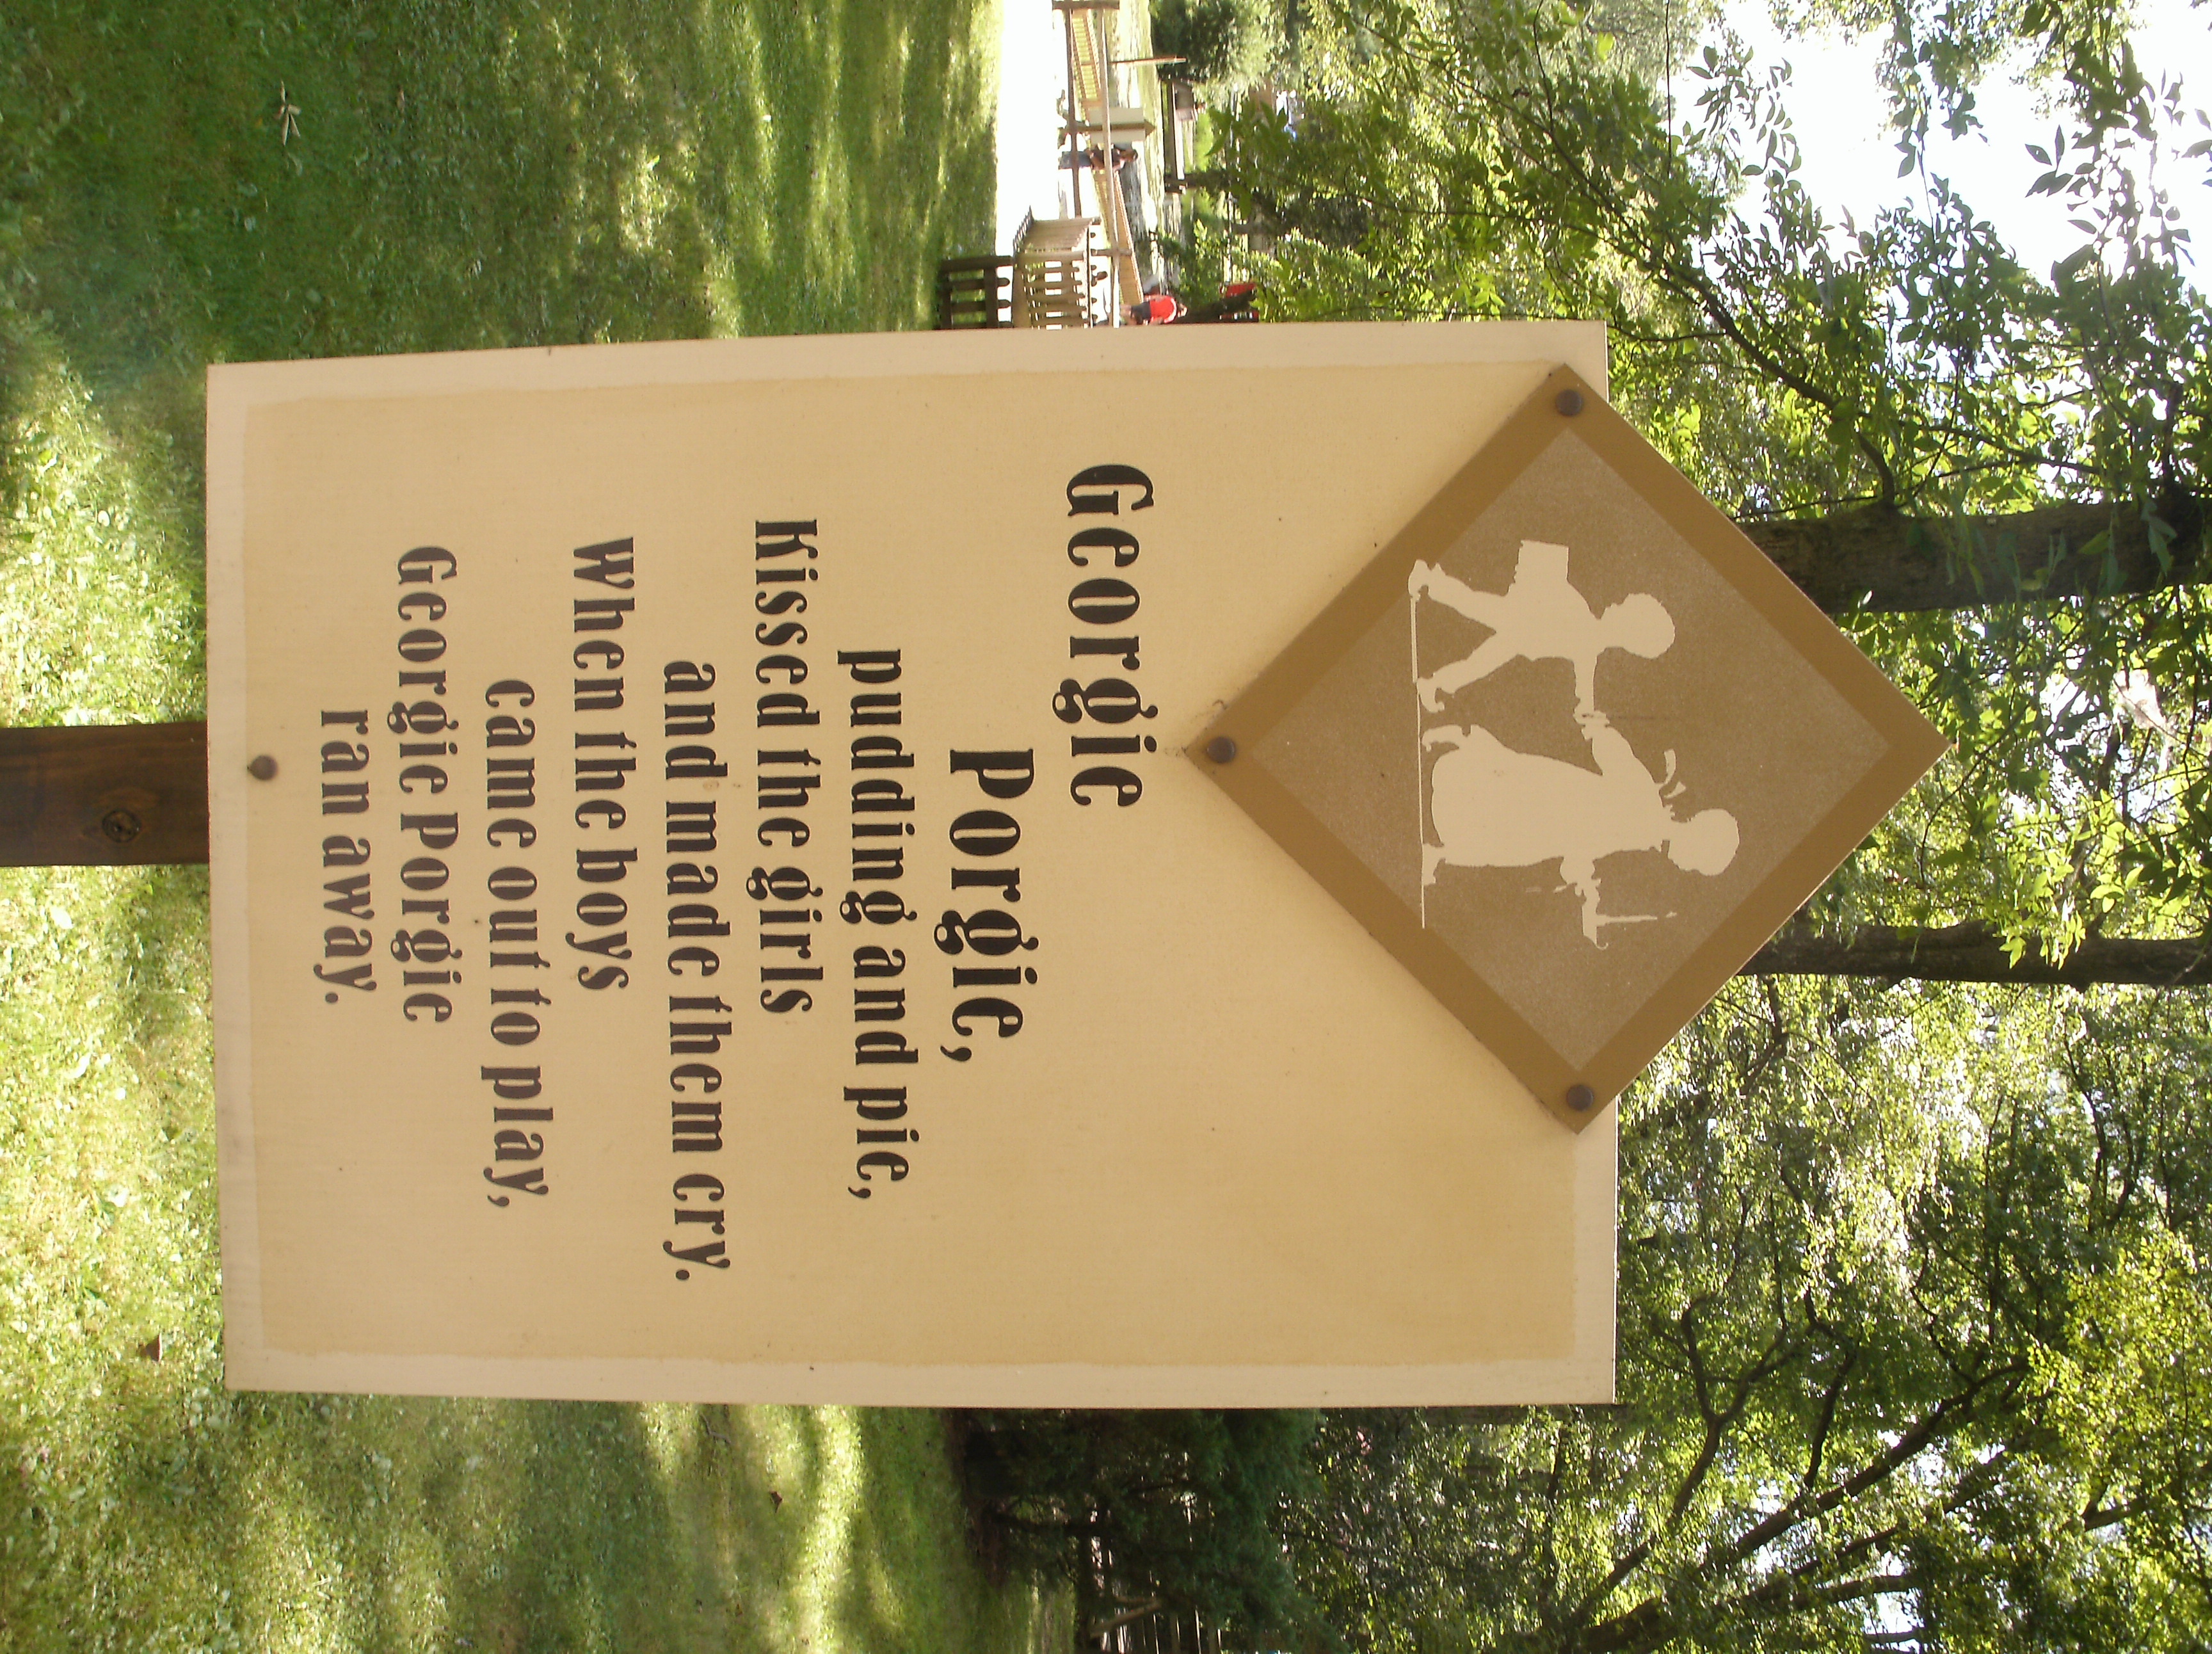 Georgie
Porgie,
pudding and pie,
Kissed the girls
and made them cry.
When the boys
came out to play,
Georgie Porgie
ran away.